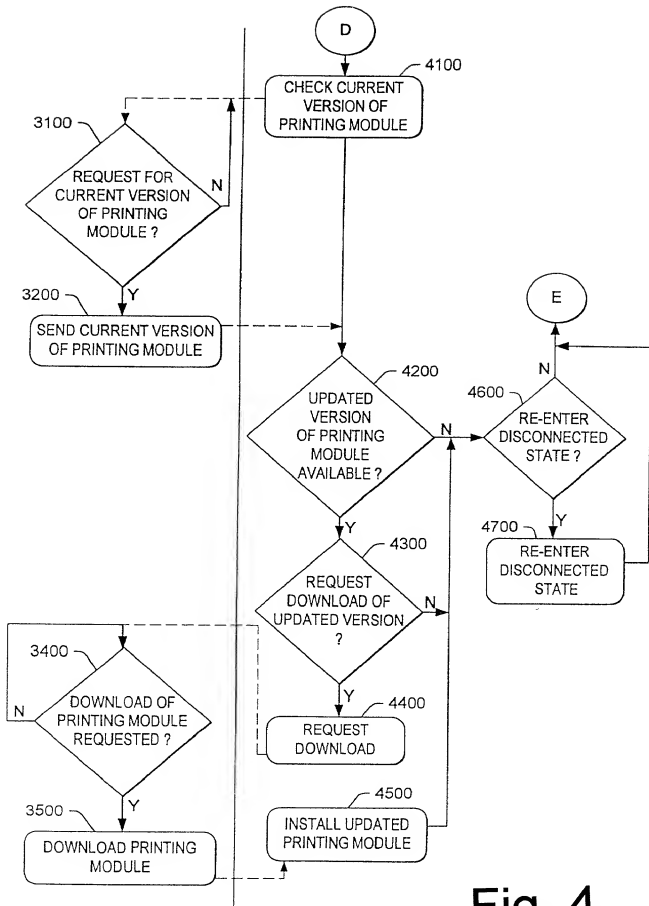 D
4100
CHECK CURRENT
VERSION OF
PRINTING MODULE
3100
REQUEST FOR
CURRENT VERSION
OF PRINTING
MODULE ?
N
Y
3200
SEND CURRENT VERSION
OF PRINTING MODULE
E
4200
UPDATED
VERSION
OF PRINTING
MODULE
AVAILABLE ?
N
Y
N
4600
RE-ENTER
DISCONNECTED
STATE ?
Y
4700
RE-ENTER
DISCONNECTED
STATE
4300
REQUEST
DOWNLOAD OF
UPDATED VERSION
?
N
Y
4400
REQUEST
DOWNLOAD
3400
DOWNLOAD OF
PRINTING MODULE
REQUESTED ?
N
Y
3500
DOWNLOAD PRINTING
MODULE
4500
INSTALL UPDATED
PRINTING MODULE
Fig. 4